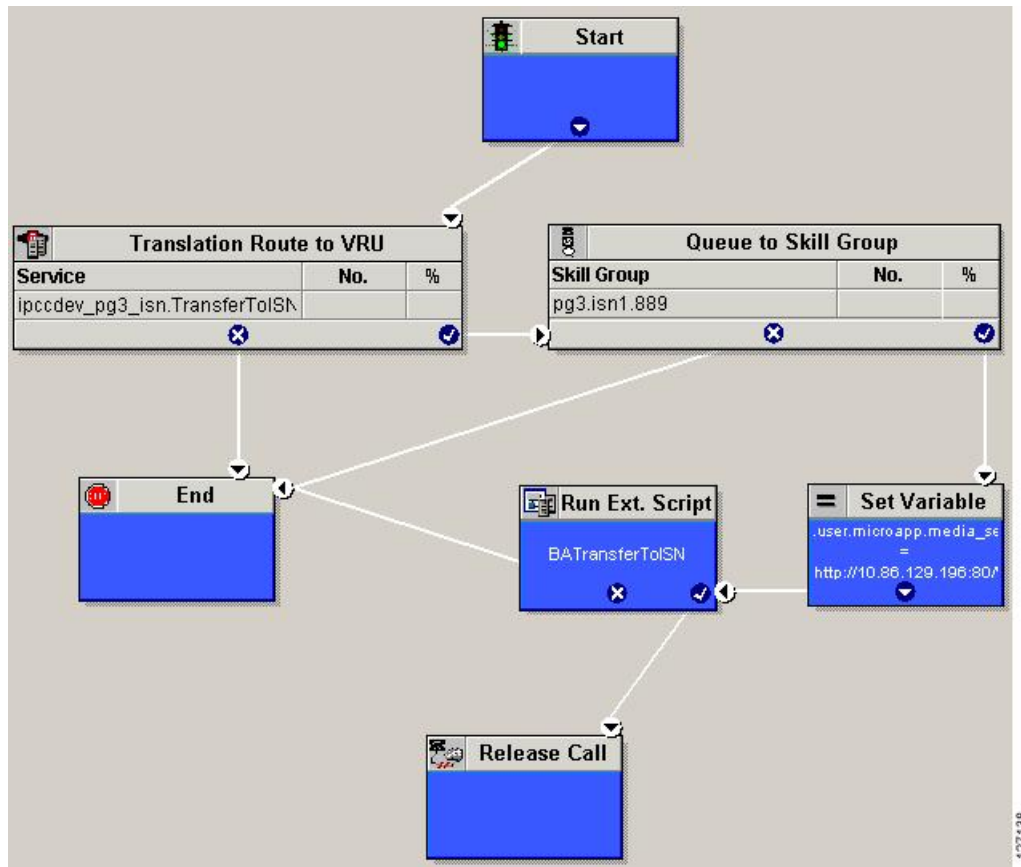 Start
Translation Route to VRU
Service No. %
ipccdev_pg3_isn.TransferToISN
Queue to Skill Group
Skill Group No. %
pg3.isn1.889
End
Run Ext. Script
BATransferToISN
Set Variable
.user.microapp.media_se
=
http://10.86.129.196:80/
Release Call